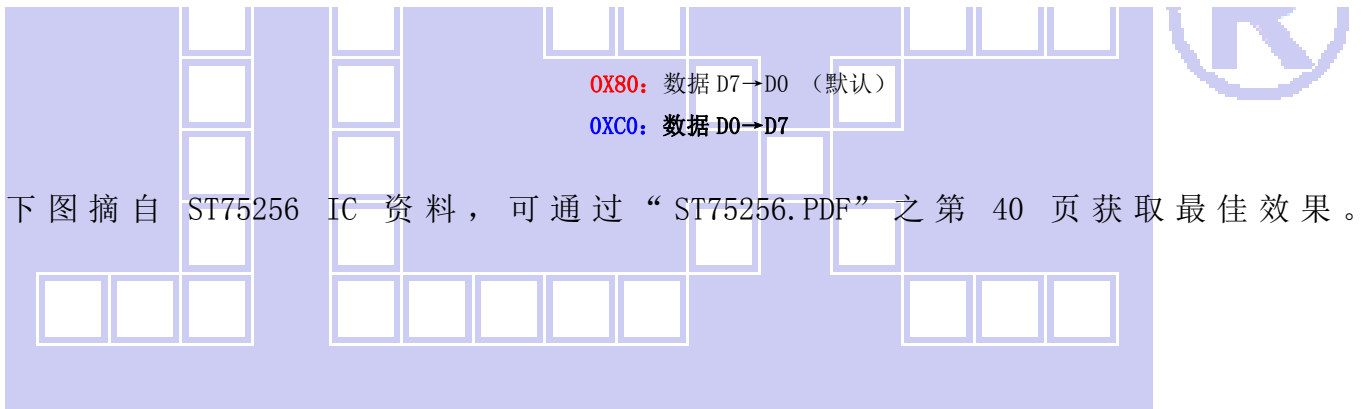 0X80：数据 D7→D0 （默认）
0XC0：数据 D0→D7
下图摘自 ST75256 IC 资料，可通过“ST75256.PDF”之第 40 页获取最佳效果。
R